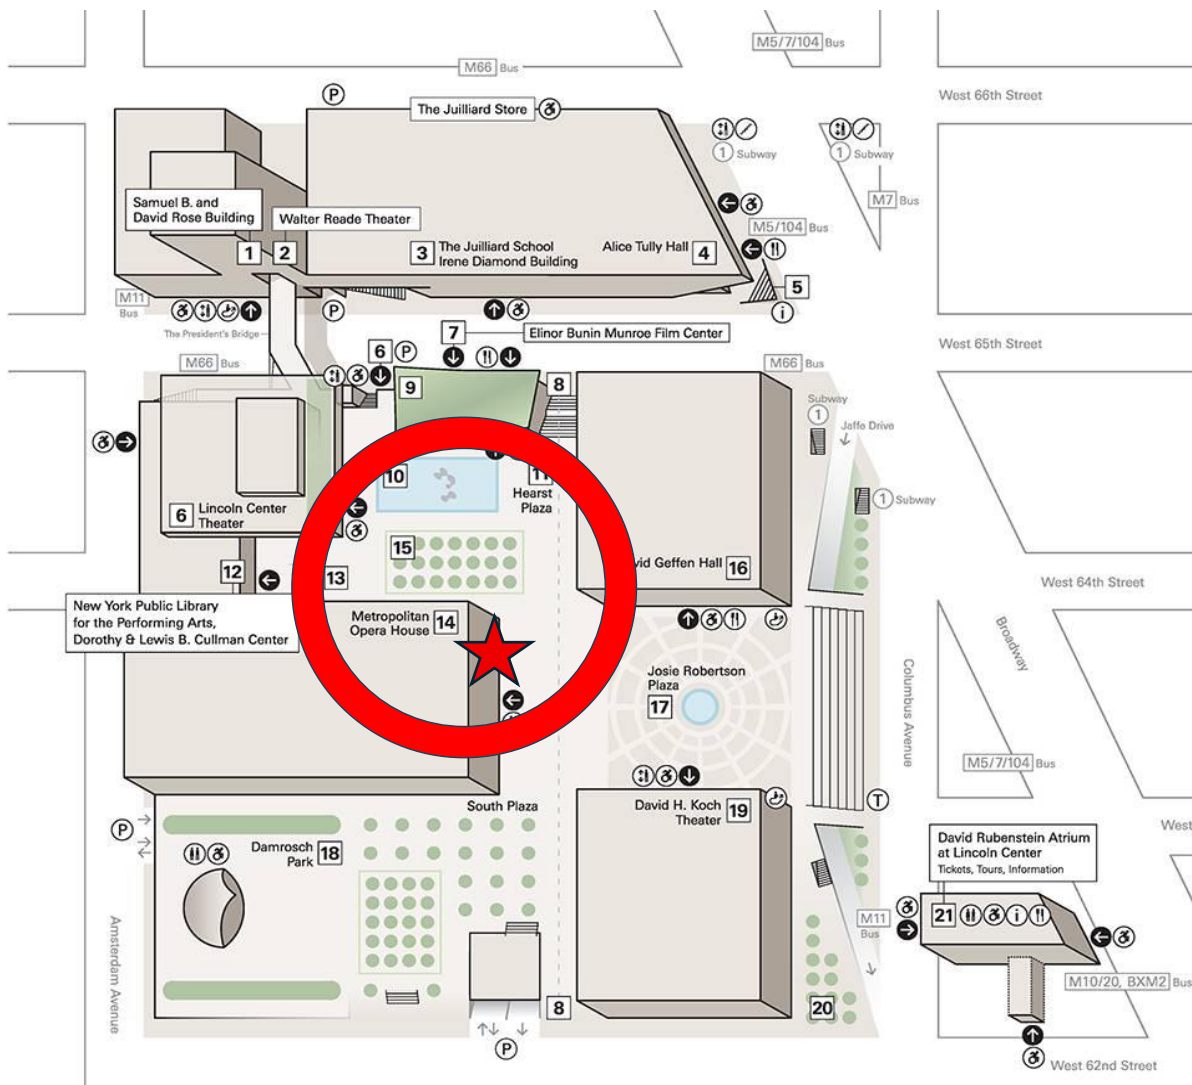 M5/7/104 Bus
M66 Bus
West 66th Street
P
The Juilliard Store
1 Subway
1 Subway
M7 Bus
Samuel B. and
David Rose Building
Walter Reade Theater
1
2
3
The Juilliard School
Irene Diamond Building
Alice Tully Hall
4
M5/104
Bus
5
i
M11
Bus
P
The President's Bridge
7
Elinor Bunin Munroe Film Center
6
P
West 65th Street
M66 Bus
M66 Bus
9
8
Subway
1
Jaffe Drive
10
11
Hearst
Plaza
1 Subway
6
Lincoln Center
Theater
15
12
13
vid Geffen Hall
16
West 64th Street
New York Public Library
for the Performing Arts,
Dorothy & Lewis B. Cullman Center
Metropolitan
Opera House
14
Broadway
Josie Robertson
Plaza
17
Columbus Avenue
M5/7/104 Bus
South Plaza
David H. Koch
Theater
19
T
P
Damrosch
Park
18
West
David Rubenstein Atrium
at Lincoln Center
Tickets, Tours, Information
21
i
M11
Bus
Amsterdam Avenue
M10/20, BXM2 Bus
8
20
P
West 62nd Street